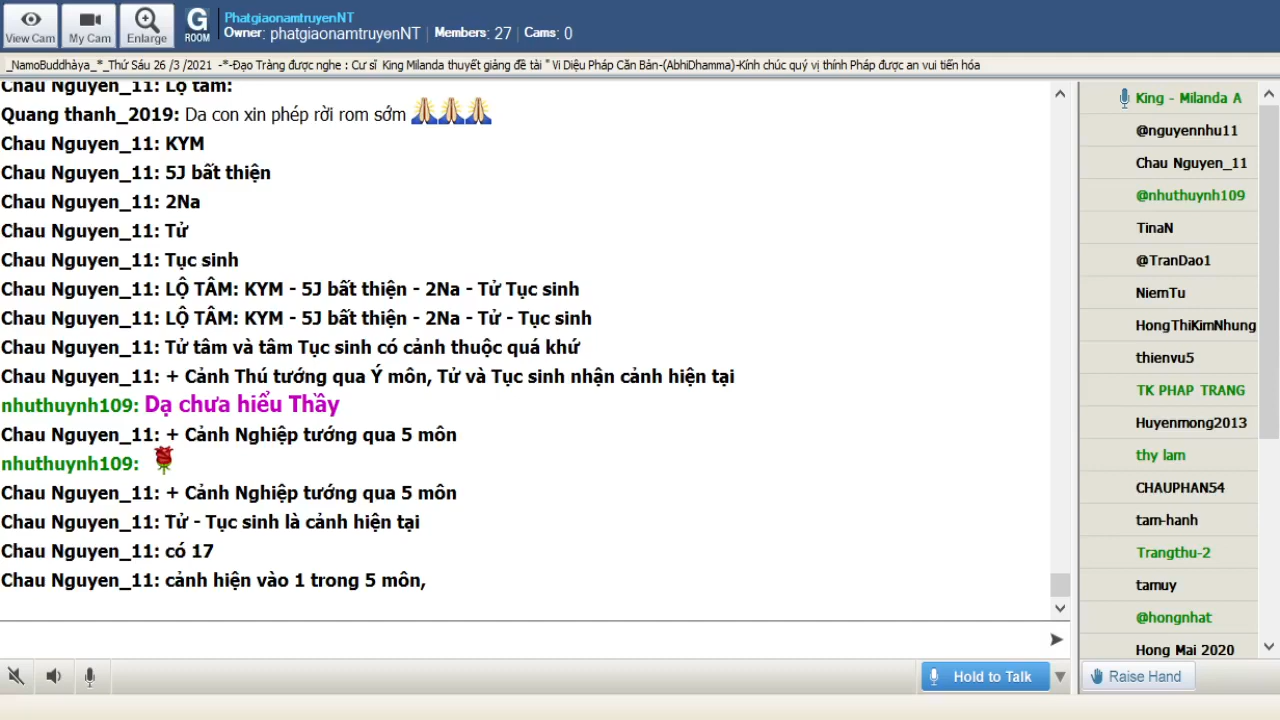 View Cam
My Cam
Enlarge
G
ROOM
PhatgiaonamtruyenNT
Owner: phatgiaonamtruyenNT | Members: 27 | Cams: 0
_NamoBuddhàya_*_Thứ Sáu 26 /3 /2021 -*-Đạo Tràng được nghe : Cư sĩ King Milanda thuyết giảng đề tài " Vi Diệu Pháp Căn Bản-(AbhiDhamma)-Kính chúc quý vị thính Pháp được an vui tiến hóa
Chau Nguyen_11: Lộ tâm:
Quang thanh_2019: Da con xin phép rời rom sớm
Chau Nguyen_11: KYM
Chau Nguyen_11: 5J bất thiện
Chau Nguyen_11: 2Na
Chau Nguyen_11: Tử
Chau Nguyen_11: Tục sinh
Chau Nguyen_11: LỘ TÂM: KYM - 5J bất thiện - 2Na - Tử Tục sinh
Chau Nguyen_11: LỘ TÂM: KYM - 5J bất thiện - 2Na - Tử - Tục sinh
Chau Nguyen_11: Tử tâm và tâm Tục sinh có cảnh thuộc quá khứ
Chau Nguyen_11: + Cảnh Thú tướng qua Ý môn, Tử và Tục sinh nhận cảnh hiện tại
nhuthuynh109: Dạ chưa hiểu Thầy
Chau Nguyen_11: + Cảnh Nghiệp tướng qua 5 môn
nhuthuynh109:
Chau Nguyen_11: + Cảnh Nghiệp tướng qua 5 môn
Chau Nguyen_11: Tử - Tục sinh là cảnh hiện tại
Chau Nguyen_11: có 17
Chau Nguyen_11: cảnh hiện vào 1 trong 5 môn,
King - Milanda A
@nguyennhu11
Chau Nguyen_11
@nhuthuynh109
TinaN
@TranDao1
NiemTu
HongThiKimNhung
thienvu5
TK PHAP TRANG
Huyenmong2013
thy lam
CHAUPHAN54
tam-hanh
Trangthu-2
tamuy
@hongnhat
Hong Mai 2020
Hold to Talk
Raise Hand